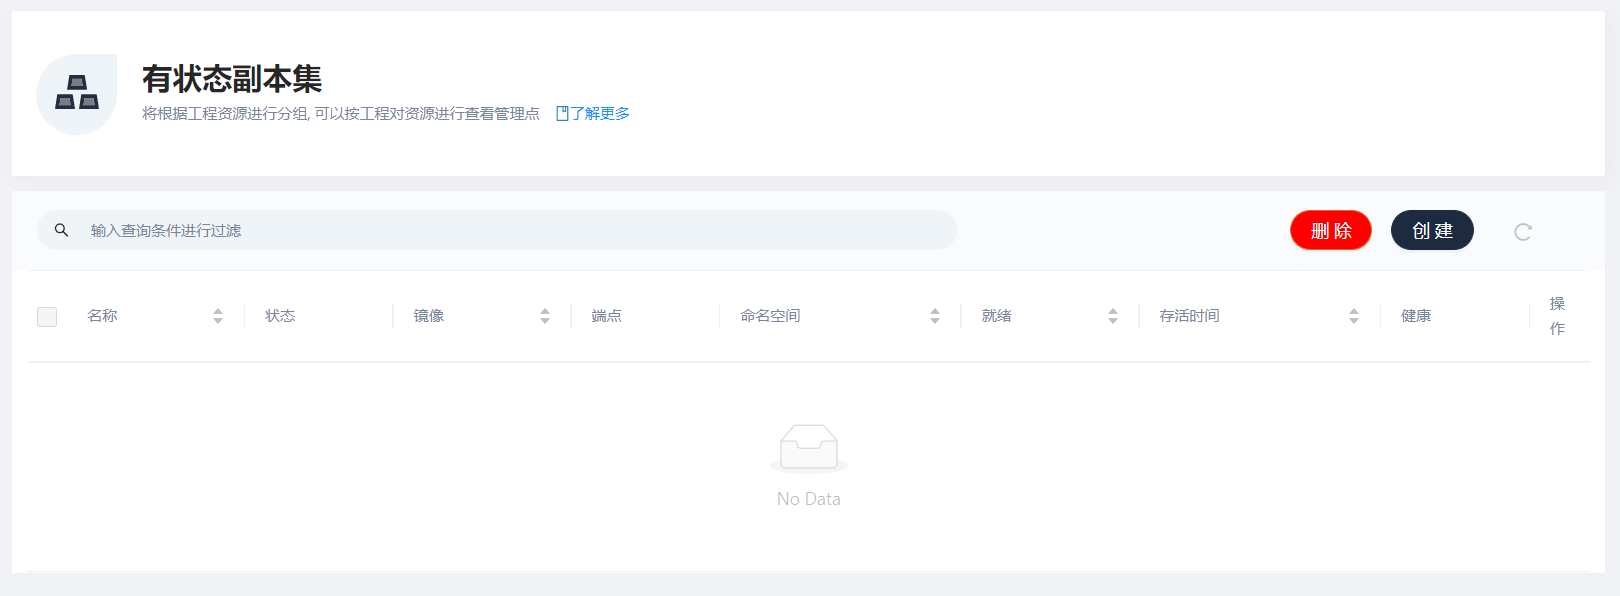 有状态副本集
将根据工程资源进行分组, 可以按工程对资源进行查看管理点 了解更多
输入查询条件进行过滤 删 除 创 建
名称 状态 镜像 端点 命名空间 就绪 存活时间 健康 操作
No Data